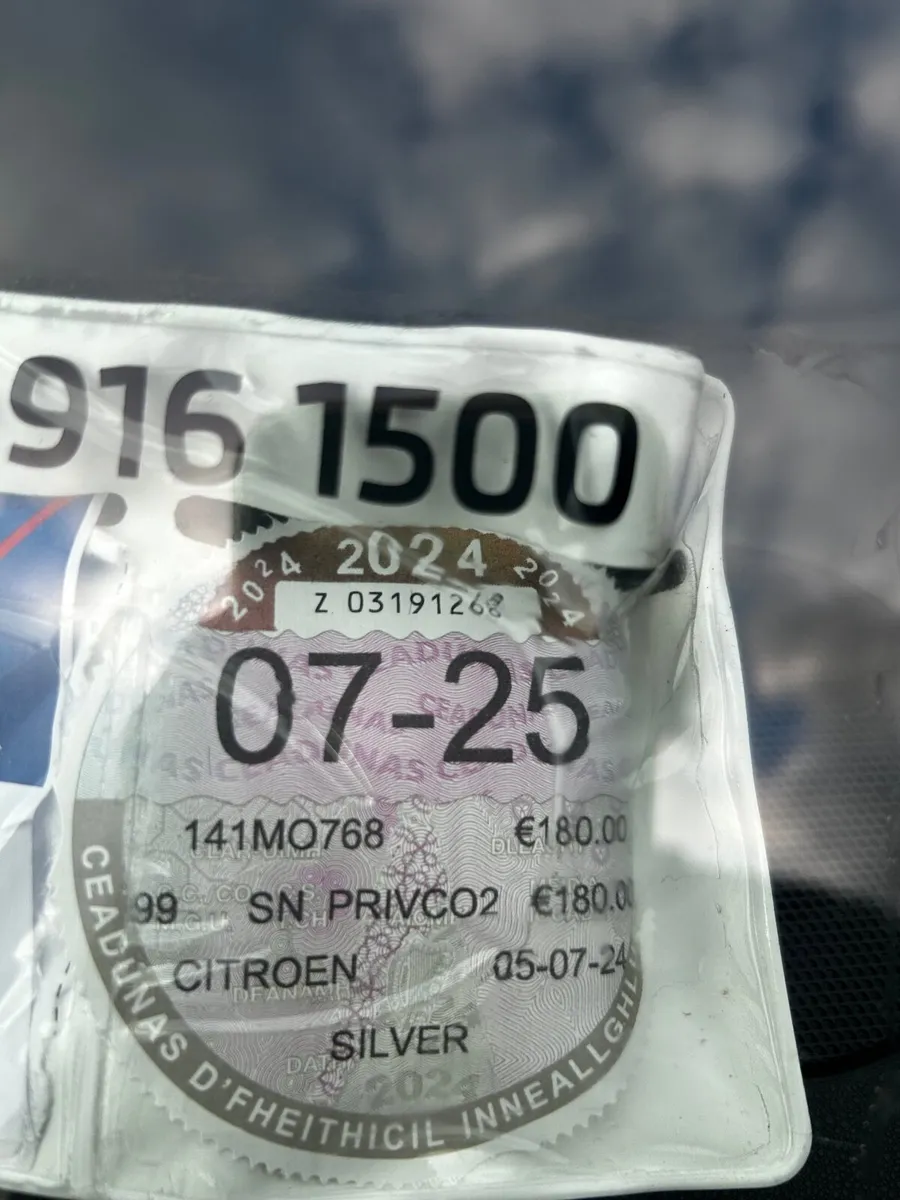 916 1500
2024 2024 2024
Z 03191268
07-25
141MO768 €180.00
99 SN PRIVCO2 €180.00
CITROEN 05-07-24
SILVER
2024
CEADÚNAS D'FHEITHICIL INNEALLGHL